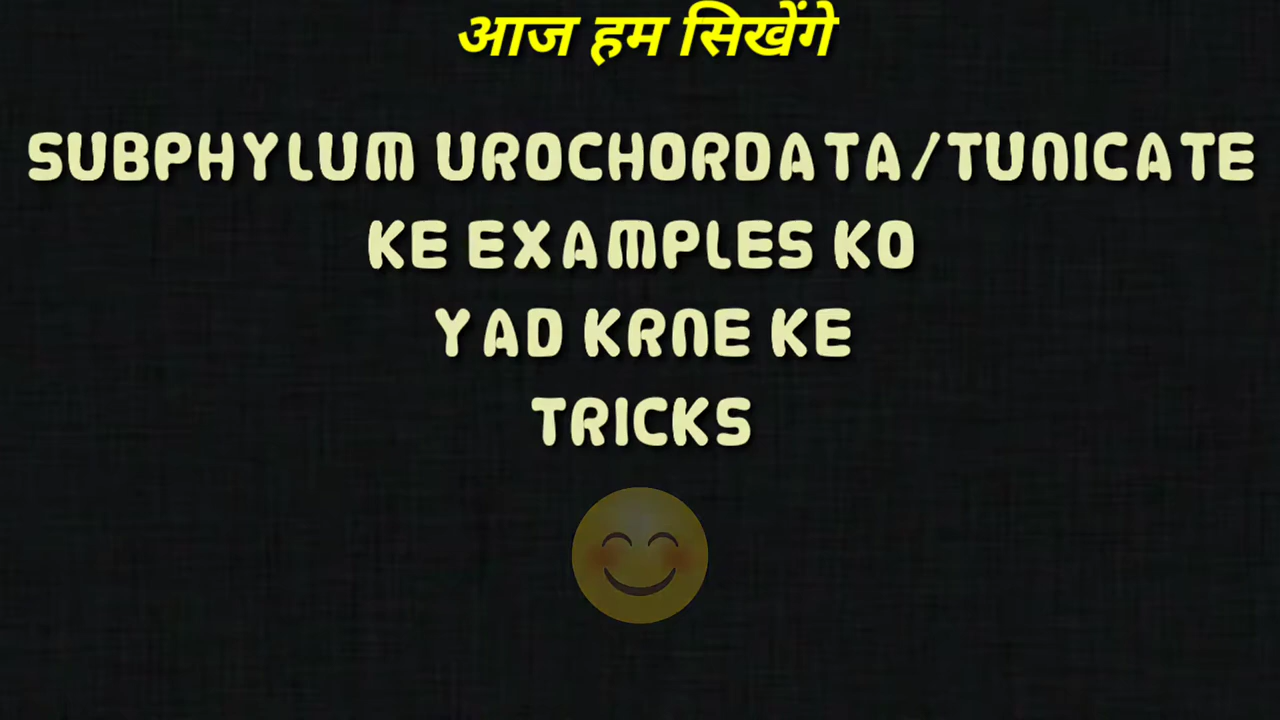 आज हम सिखेंगे
SUBPHYLUM UROCHORDATA/TUNICATE
KE EXAMPLES KO
YAD KRNE KE
TRICKS